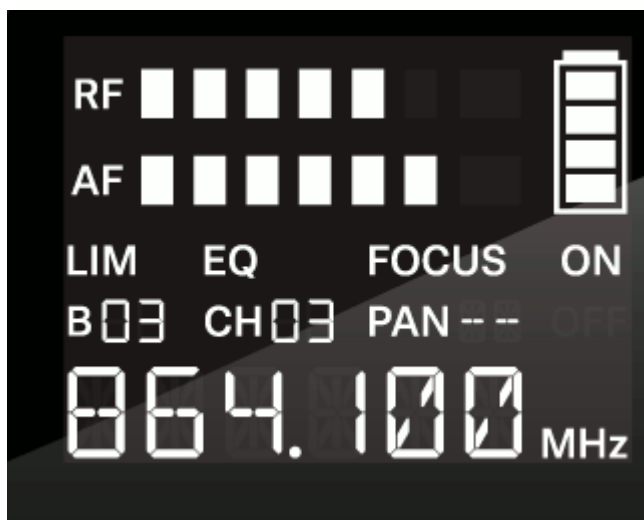 RF
AF
LIM EQ FOCUS ON
B03 CH03 PAN -- -- OFF
864.100 MHz